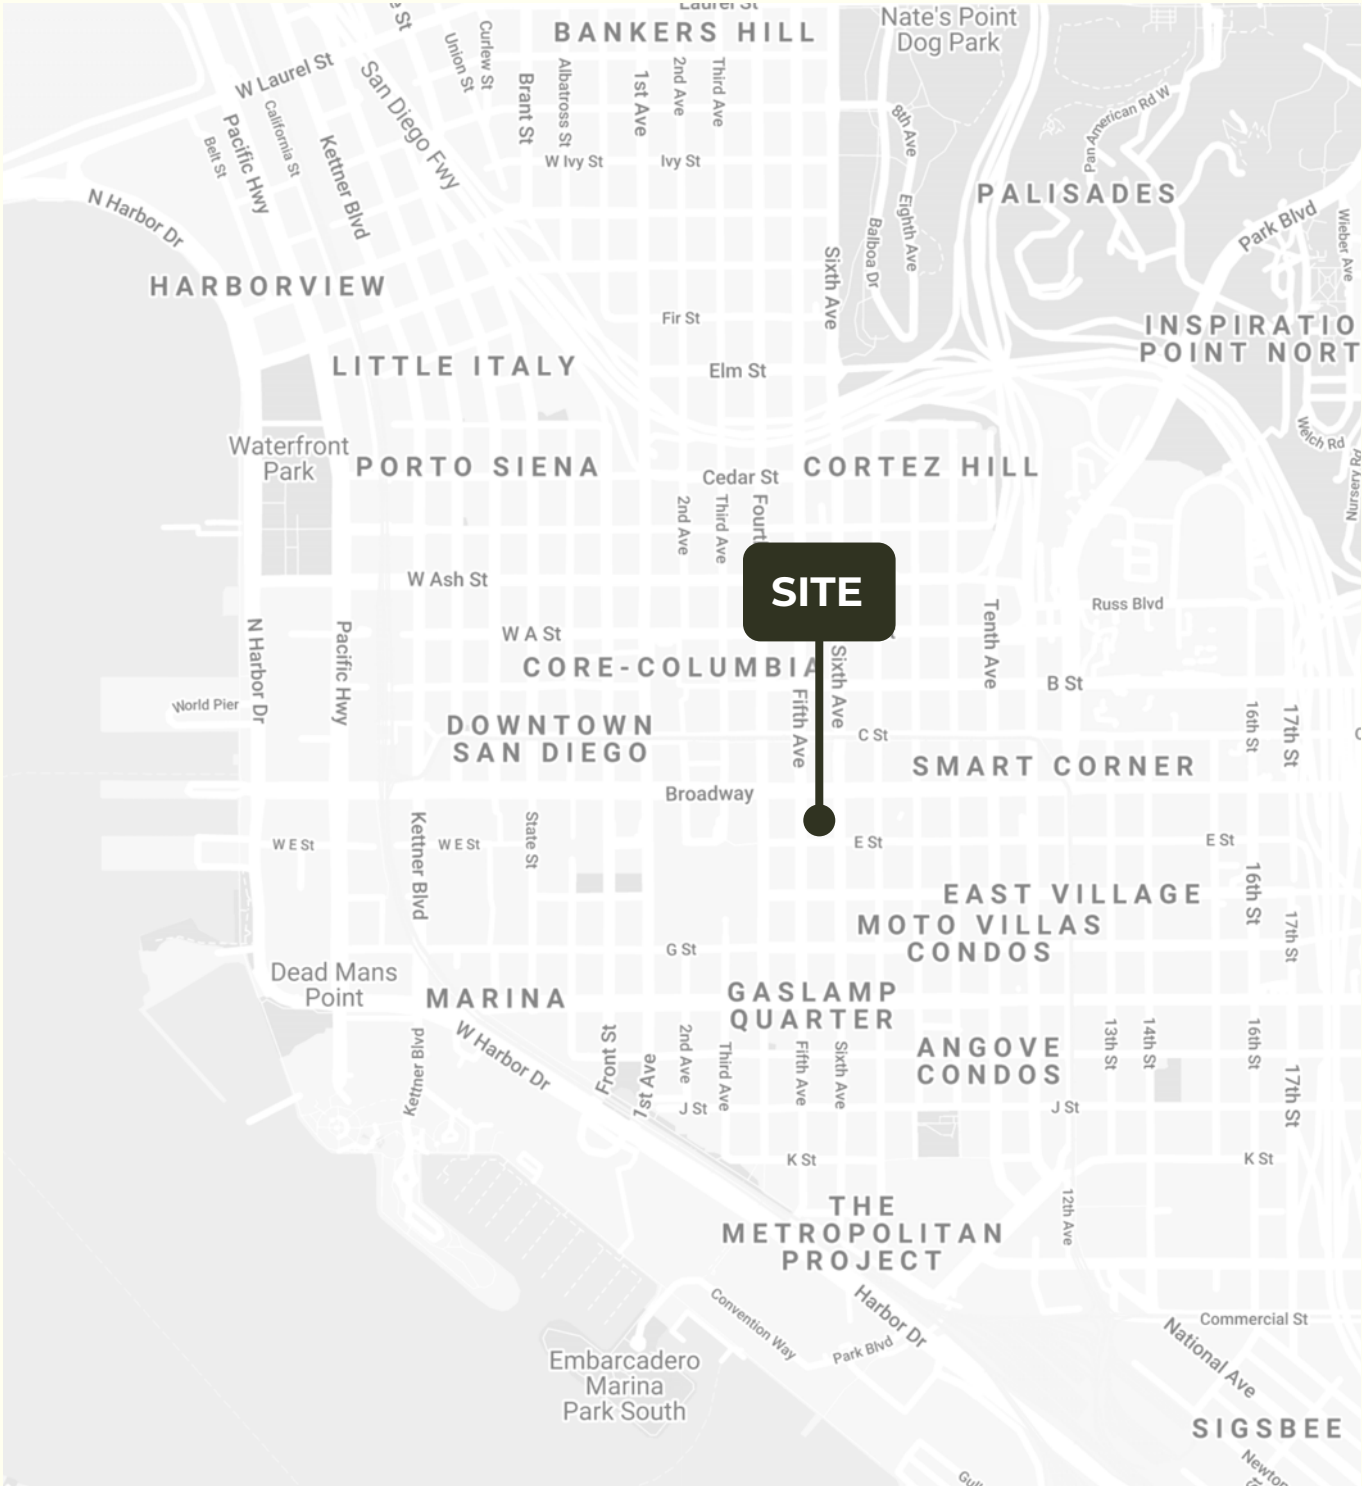 Laurel St
BANKERS HILL
Nate's Point
Dog Park
W Laurel St
San Diego Fwy
Union St
Curlew St
Brant St
Albatross St
1st Ave
2nd Ave
Third Ave
8th Ave
Pan American Rd W
Belt St
Pacific Hwy
California St
Kettner Blvd
W Ivy St
Ivy St
PALISADES
N Harbor Dr
Balboa Dr
Eighth Ave
Park Blvd
Wieber Ave
HARBORVIEW
Sixth Ave
Fir St
INSPIRATIO
POINT NORT
LITTLE ITALY
Elm St
Waterfront
Park
PORTO SIENA
Cedar St
CORTEZ HILL
Welch Rd
Nursery Rd
2nd Ave
Third Ave
Fourt
W Ash St
SITE
Tenth Ave
Russ Blvd
N Harbor Dr
Pacific Hwy
W A St
CORE-COLUMBIA
Sixth Ave
Fifth Ave
B St
World Pier
DOWNTOWN
SAN DIEGO
C St
16th St
17th St
SMART CORNER
Broadway
W E St
Kettner Blvd
W E St
State St
E St
E St
EAST VILLAGE
16th St
17th St
MOTO VILLAS
CONDOS
G St
Dead Mans
Point
MARINA
GASLAMP
QUARTER
Kettner Blvd
W Harbor Dr
Front St
1st Ave
2nd Ave
Third Ave
Fifth Ave
Sixth Ave
ANGOVE
CONDOS
13th St
14th St
16th St
17th St
J St
J St
K St
K St
THE
METROPOLITAN
PROJECT
12th Ave
Convention Way
Harbor Dr
Park Blvd
Commercial St
National Ave
Embarcadero
Marina
Park South
SIGSBEE
Newton
Gul